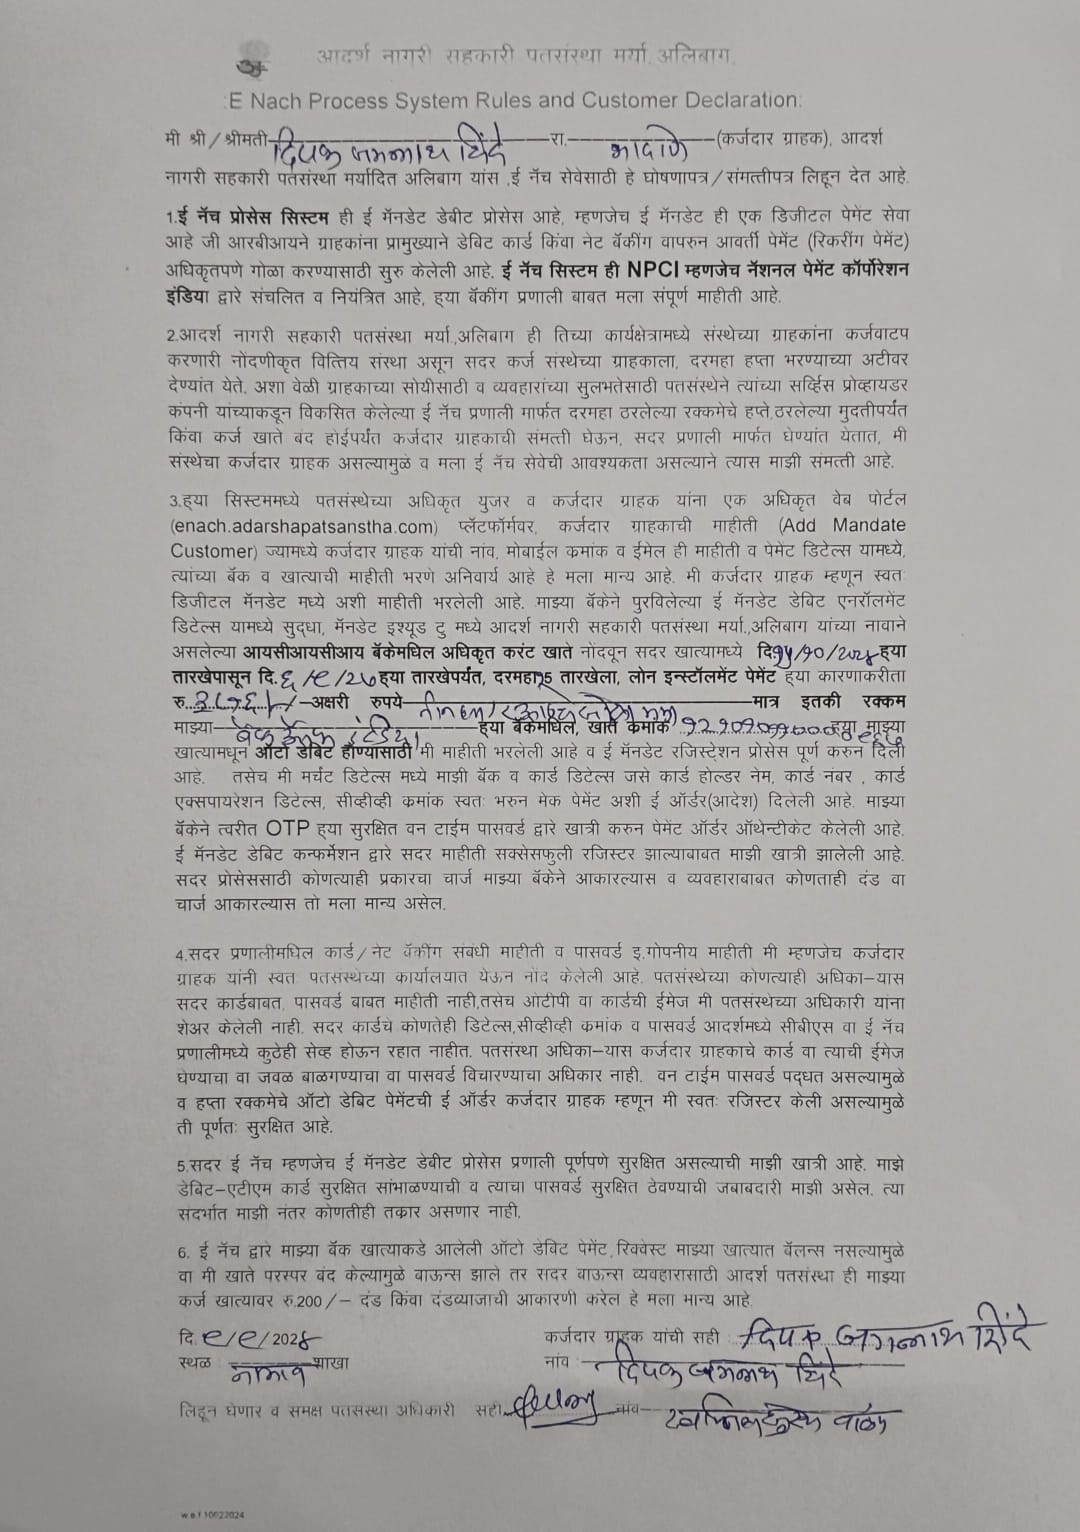 आदर्श नागरी सहकारी पतसंस्था मर्या. अलिबाग.
:E Nach Process System Rules and Customer Declaration:
मी श्री/श्रीमती दिपक जगन्नाथ शिंदे रा. भादाणे (कर्जदार ग्राहक), आदर्श
नागरी सहकारी पतसंस्था मर्यादित अलिबाग यांस ,ई नॅच सेवेसाठी हे घोषणापत्र/संमत्तीपत्र लिहून देत आहे.
1.ई नॅच प्रोसेस सिस्टम ही ई मॅनडेट डेबीट प्रोसेस आहे, म्हणजेच ई मॅनडेट ही एक डिजीटल पेमेंट सेवा
आहे जी आरबीआयने ग्राहकांना प्रामुख्याने डेबिट कार्ड किंवा नेट बॅकींग वापरुन आवर्ती पेमेंट (रिकरींग पेमेंट)
अधिकृतपणे गोळा करण्यासाठी सुरु केलेली आहे. ई नॅच सिस्टम ही NPCI म्हणजेच नॅशनल पेमेंट कॉर्पोरेशन
इंडिया द्वारे संचलित व नियंत्रित आहे, हया बॅकींग प्रणाली बाबत मला संपूर्ण माहीती आहे.
2.आदर्श नागरी सहकारी पतसंस्था मर्या.,अलिबाग ही तिच्या कार्यक्षेत्रामध्ये संस्थेच्या ग्राहकांना कर्जवाटप
करणारी नोंदणीकृत वित्तिय संस्था असून सदर कर्ज संस्थेच्या ग्राहकाला, दरमहा हप्ता भरण्याच्या अटीवर
देण्यांत येते. अशा वेळी ग्राहकाच्या सोयीसाठी व व्यवहारांच्या सुलभतेसाठी पतसंस्थेने त्यांच्या सर्व्हिस प्रोव्हायडर
कंपनी यांच्याकडून विकसित केलेल्या ई नॅच प्रणाली मार्फत दरमहा ठरलेल्या रक्कमेचे हप्ते,ठरलेल्या मुदतीपर्यंत
किंवा कर्ज खाते बंद होईपर्यंत कर्जदार ग्राहकाची संमत्ती घेऊन, सदर प्रणाली मार्फत घेण्यांत येतात, मी
संस्थेचा कर्जदार ग्राहक असल्यामुळे व मला ई नॅच सेवेची आवश्यकता असल्याने त्यास माझी संमत्ती आहे.
3.हया सिस्टममध्ये पतसंस्थेच्या अधिकृत युजर व कर्जदार ग्राहक यांना एक अधिकृत वेब पोर्टल
(enach.adarshapatsanstha.com) प्लॅटफॉर्मवर, कर्जदार ग्राहकाची माहीती (Add Mandate
Customer) ज्यामध्ये कर्जदार ग्राहक यांची नांव, मोबाईल कमांक व ईमेल ही माहीती व पेमेंट डिटेल्स यामध्ये,
त्यांच्या बॅक व खात्याची माहीती भरणे अनिवार्य आहे हे मला मान्य आहे. मी कर्जदार ग्राहक म्हणून स्वतः
डिजीटल मॅनडेट मध्ये अशी माहीती भरलेली आहे. माझ्या बॅकेने पुरविलेल्या ई मॅनडेट डेबिट एनरॉलमेंट
डिटेल्स यामध्ये सुद्धा, मॅनडेट इश्यूड टु मध्ये आदर्श नागरी सहकारी पतसंस्था मर्या.,अलिबाग यांच्या नावाने
असलेल्या आयसीआयसीआय बॅकेमधिल अधिकृत करंट खाते नोंदवून सदर खात्यामध्ये दि.१५/१०/२०२४ हया
तारखेपासून दि.६/९/२७ हया तारखेपर्यंत, दरमहा १5 तारखेला, लोन इन्स्टॉलमेंट पेमेंट हया कारणाकरीता
रु. ३८७६/- -अक्षरी रुपये मात्र इतकी रक्कम
माझ्या बँक ऑफ इंडिया हया बॅकेमधिल, खाते कमांक हया माझ्या
खात्यामधून ऑटो डेबिट होण्यासाठी मी माहीती भरलेली आहे व ई मॅनडेट रजिस्ट्रेशन प्रोसेस पूर्ण करुन दिली
आहे. तसेच मी मर्चंट डिटेल्स मध्ये माझी बॅक व कार्ड डिटेल्स जसे कार्ड होल्डर नेम, कार्ड नंबर , कार्ड
एक्सपायरेशन डिटेल्स, सीव्हीव्ही कमांक स्वतः भरुन मेक पेमेंट अशी ई ऑर्डर(आदेश) दिलेली आहे. माझ्या
बॅकेने त्वरीत OTP हया सुरक्षित वन टाईम पासवर्ड द्वारे खात्री करुन पेमेंट ऑर्डर ऑथेन्टीकेट केलेली आहे.
ई मॅनडेट डेबिट कन्फर्मेशन द्वारे सदर माहीती सक्सेसफुली रजिस्टर झाल्याबाबत माझी खात्री झालेली आहे.
सदर प्रोसेससाठी कोणत्याही प्रकारचा चार्ज माझ्या बॅकेने आकारल्यास व व्यवहाराबाबत कोणताही दंड वा
चार्ज आकारल्यास तो मला मान्य असेल.
4.सदर प्रणालीमधिल कार्ड/नेट बॅकींग संबंधी माहीती व पासवर्ड इ.गोपनीय माहीती मी म्हणजेच कर्जदार
ग्राहक यांनी स्वतः पतसंस्थेच्या कार्यालयात येऊन नोंद केलेली आहे. पतसंस्थेच्या कोणत्याही अधिका–यास
सदर कार्डबाबत, पासवर्ड बाबत माहीती नाही,तसेच ओटीपी वा कार्डची ईमेज मी पतसंस्थेच्या अधिकारी यांना
शेअर केलेली नाही. सदर कार्डचे कोणतेही डिटेल्स,सीव्हीव्ही कमांक व पासवर्ड आदर्शमध्ये सीबीएस वा ई नॅच
प्रणालीमध्ये कुठेही सेव्ह होऊन रहात नाहीत. पतसंस्था अधिका–यास कर्जदार ग्राहकाचे कार्ड वा त्याची ईमेज
घेण्याचा वा जवळ बाळगण्याचा वा पासवर्ड विचारण्याचा अधिकार नाही. वन टाईम पासवर्ड पद्धत असल्यामुळे
व हप्ता रक्कमेचे ऑटो डेबिट पेमेंटची ई ऑर्डर कर्जदार ग्राहक म्हणून मी स्वतः रजिस्टर केली असल्यामुळे
ती पूर्णतः सुरक्षित आहे.
5.सदर ई नॅच म्हणजेच ई मॅनडेट डेबीट प्रोसेस प्रणाली पूर्णपणे सुरक्षित असल्याची माझी खात्री आहे. माझे
डेबिट–एटीएम कार्ड सुरक्षित सांभाळण्याची व त्याचा पासवर्ड सुरक्षित ठेवण्याची जबाबदारी माझी असेल. त्या
संदर्भात माझी नंतर कोणतीही तकार असणार नाही.
6. ई नॅच द्वारे माझ्या बॅक खात्याकडे आलेली ऑटो डेबिट पेमेंट,रिक्वेस्ट माझ्या खात्यात बॅलन्स नसल्यामुळे
वा मी खाते परस्पर बंद केल्यामुळे बाऊन्स झाले तर सदर बाऊन्स व्यवहारासाठी आदर्श पतसंस्था ही माझ्या
कर्ज खात्यावर रु.200/– दंड किंवा दंडव्याजाची आकारणी करेल हे मला मान्य आहे.
दि. ९/९/202४ कर्जदार ग्राहक यांची सही : दिपक जगन्नाथ शिंदे
स्थळ : शाखा नांव : दिपक जगन्नाथ शिंदे
लिहून घेणार व समक्ष पतसंस्था अधिकारी सही नांव
w.e.f 10022024